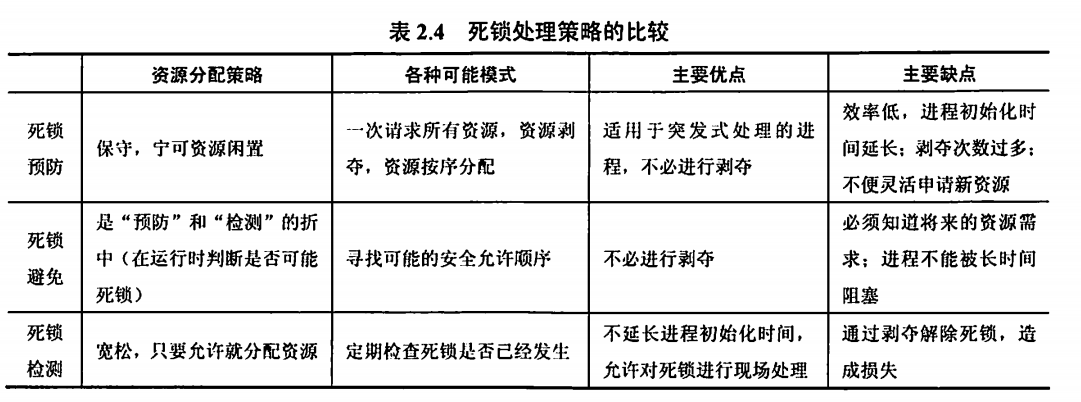 表 2.4 死锁处理策略的比较
资源分配策略 各种可能模式 主要优点 主要缺点
死锁
预防
保守，宁可资源闲置
一次请求所有资源，资源剥
夺，资源按序分配
适用于突发式处理的进
程，不必进行剥夺
效率低，进程初始化时
间延长；剥夺次数过多；
不便灵活申请新资源
死锁
避免
是“预防”和“检测”的折
中（在运行时判断是否可能
死锁）
寻找可能的安全允许顺序
不必进行剥夺
必须知道将来的资源需
求；进程不能被长时间
阻塞
死锁
检测
宽松，只要允许就分配资源
定期检查死锁是否已经发生
不延长进程初始化时间，
允许对死锁进行现场处理
通过剥夺解除死锁，造
成损失